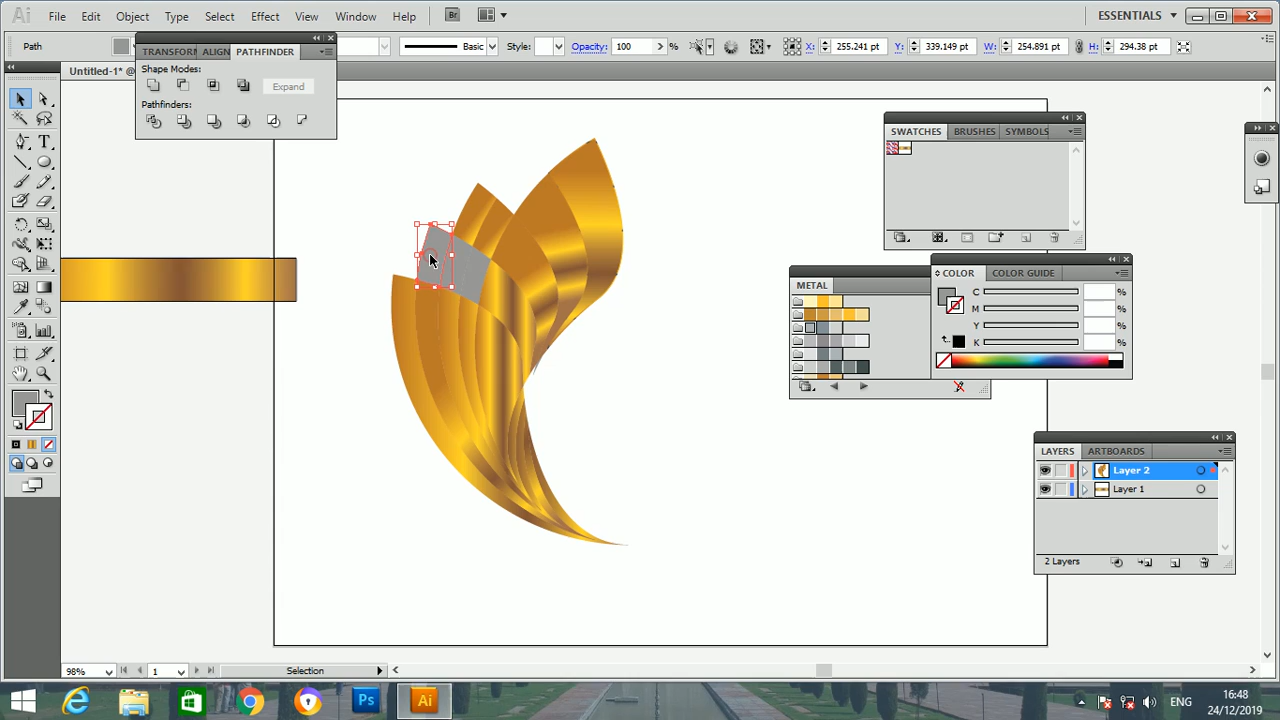 Ai File Edit Object Type Select Effect View Window Help Br ESSENTIALS
Path Basic Style: Opacity: 100 % X: 255.241 pt Y: 339.149 pt W: 254.891 pt H: 294.38 pt
TRANSFORM ALIGN PATHFINDER
Untitled-1* @
Shape Modes:
Expand
Pathfinders:
SWATCHES BRUSHES SYMBOLS
METAL
COLOR COLOR GUIDE
C %
M %
Y %
K %
LAYERS ARTBOARDS
Layer 2
Layer 1
2 Layers
98% 1 Selection
Ps Ai ENG 16:48
24/12/2019